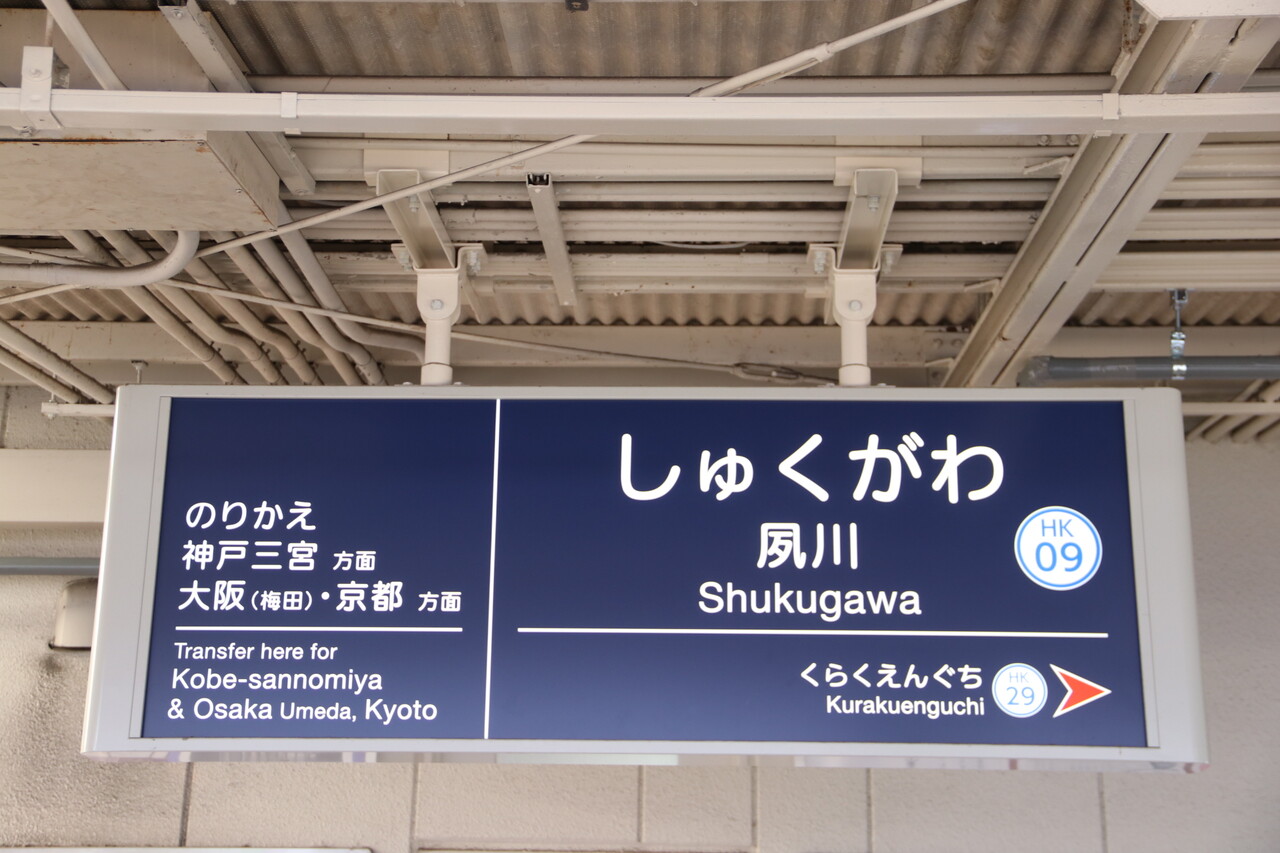 のりかえ
神戸三宮 方面
大阪(梅田)・京都 方面
Transfer here for
Kobe-sannomiya
& Osaka Umeda, Kyoto
しゅくがわ
夙川
Shukugawa
HK
09
くらくえんぐち
Kurakuenguchi
HK
29